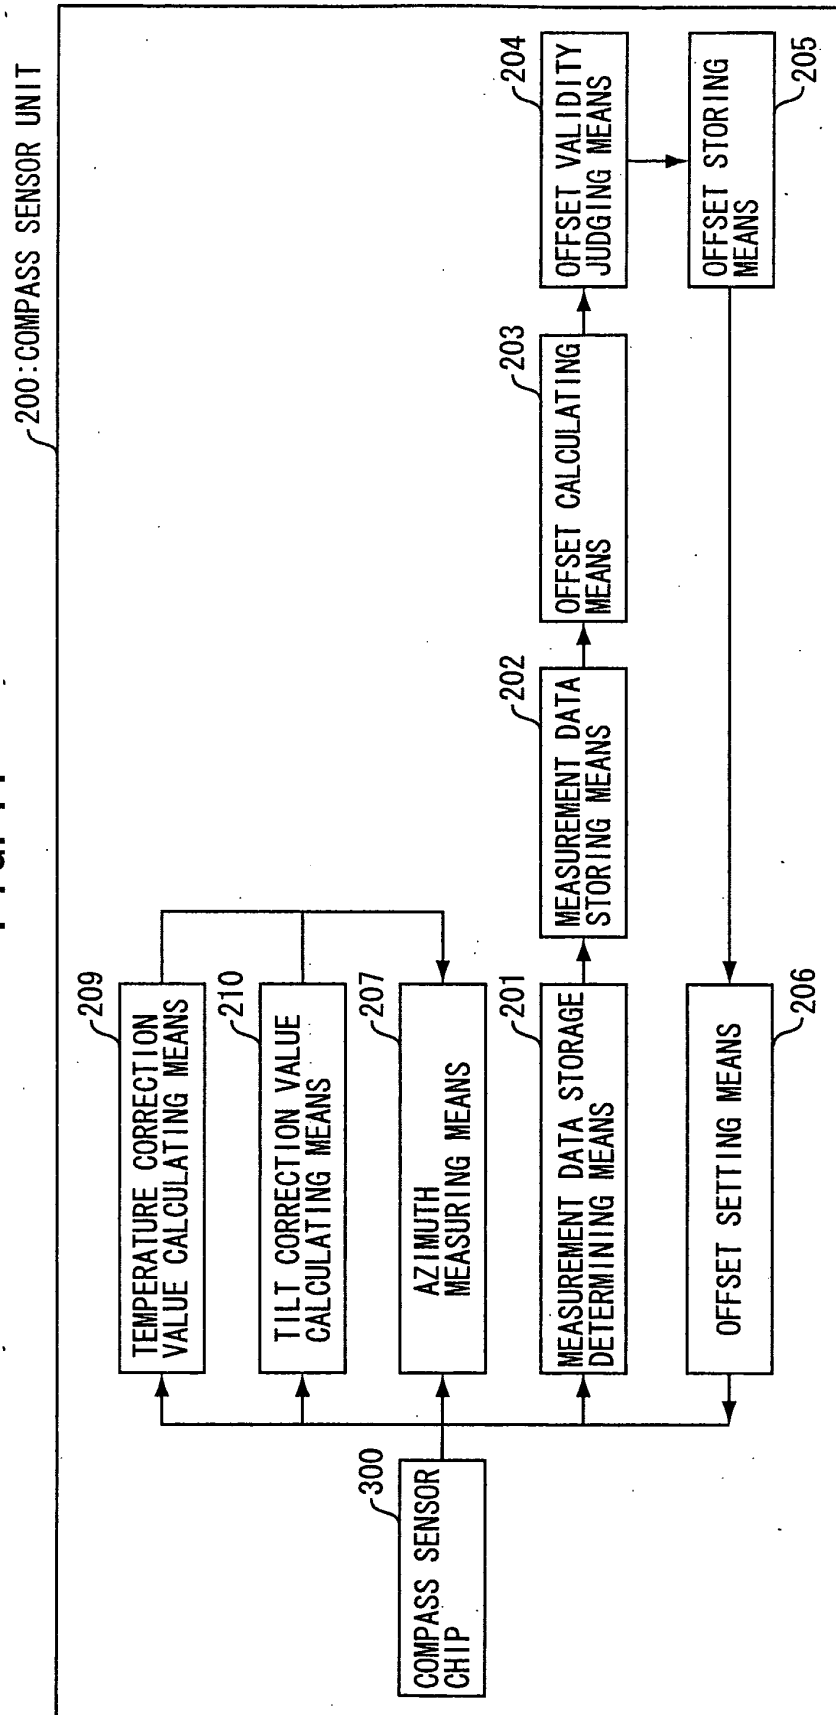 200:COMPASS SENSOR UNIT
300
COMPASS SENSOR
CHIP
209
TEMPERATURE CORRECTION
VALUE CALCULATING MEANS
210
TILT CORRECTION VALUE
CALCULATING MEANS
207
AZIMUTH
MEASURING MEANS
201
MEASUREMENT DATA STORAGE
DETERMINING MEANS
202
MEASUREMENT DATA
STORING MEANS
203
OFFSET CALCULATING
MEANS
204
OFFSET VALIDITY
JUDGING MEANS
205
OFFSET STORING
MEANS
206
OFFSET SETTING MEANS